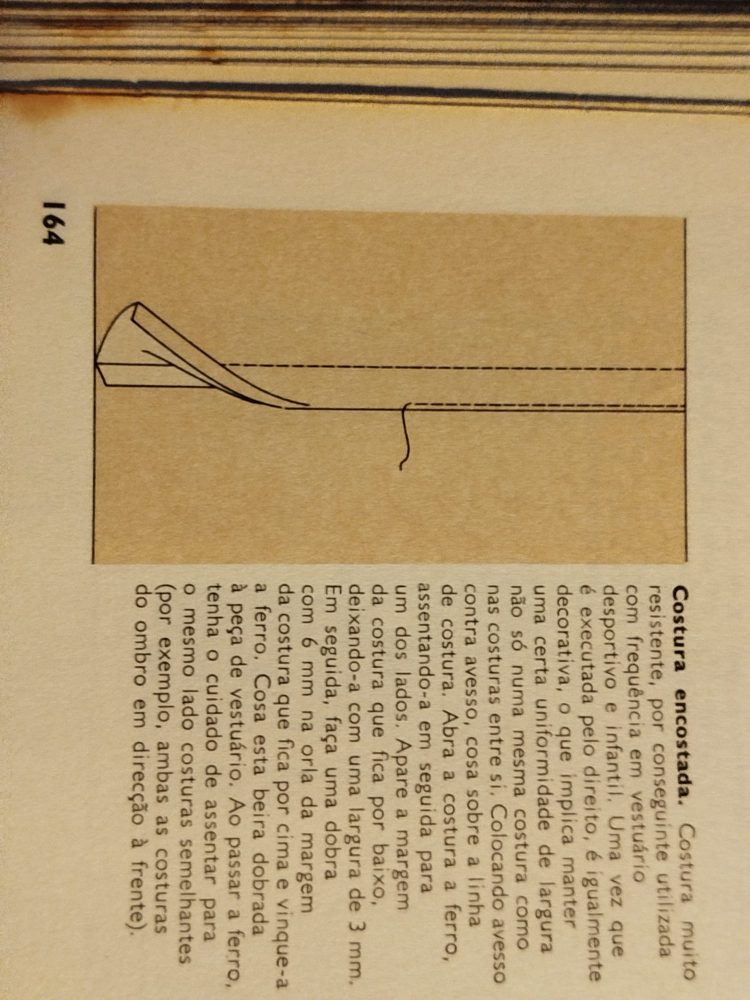 Costura encostada. Costura muito
resistente, por conseguinte utilizada
com frequência em vestuário
desportivo e infantil. Uma vez que
é executada pelo direito, é igualmente
decorativa, o que implica manter
uma certa uniformidade de largura
não só numa mesma costura como
nas costuras entre si. Colocando avesso
contra avesso, cosa sobre a linha
de costura. Abra a costura a ferro,
assentando-a em seguida para
um dos lados. Apare a margem
da costura que fica por baixo,
deixando-a com uma largura de 3 mm.
Em seguida, faça uma dobra
com 6 mm na orla da margem
da costura que fica por cima e vinque-a
a ferro. Cosa esta beira dobrada
à peça de vestuário. Ao passar a ferro,
tenha o cuidado de assentar para
o mesmo lado costuras semelhantes
(por exemplo, ambas as costuras
do ombro em direcção à frente).
164